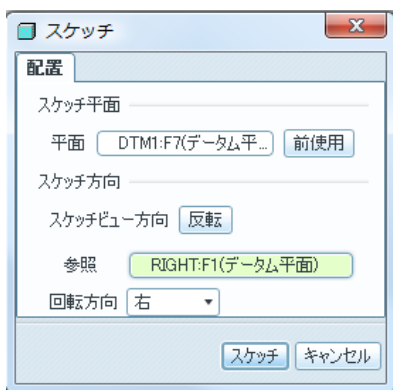 スケッチ
配置
スケッチ平面
平面 DTM1:F7(データム平... 前使用
スケッチ方向
スケッチビュー方向 反転
参照 RIGHT:F1(データム平面)
回転方向 右
スケッチ キャンセル